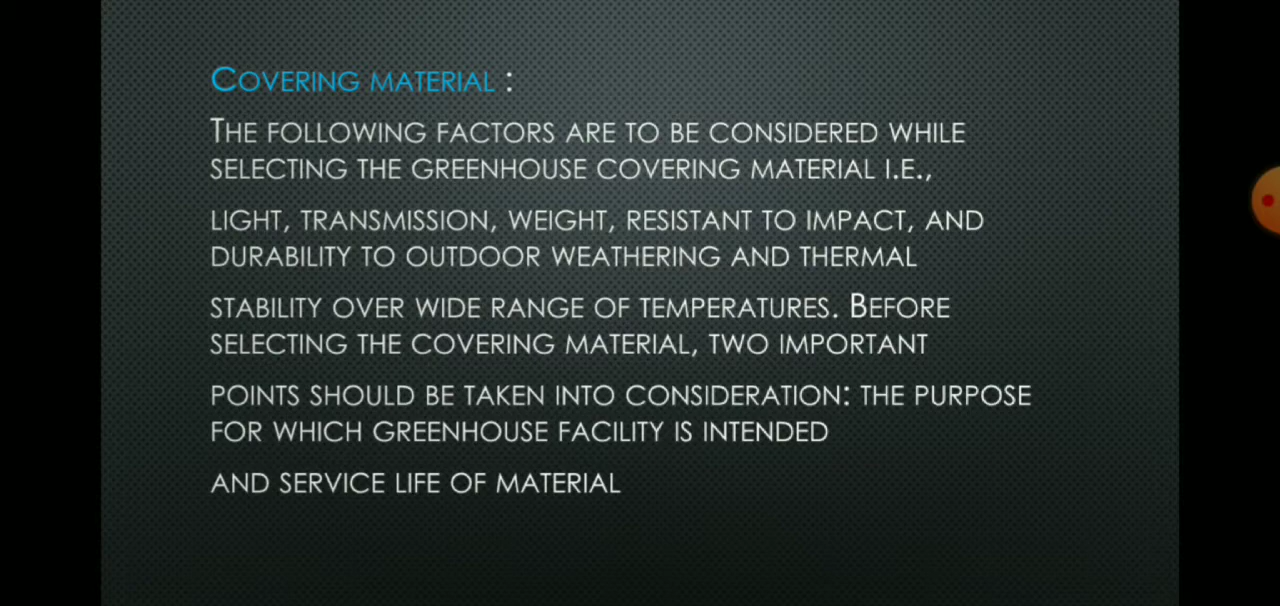 Covering material :
The following factors are to be considered while
selecting the greenhouse covering material i.e.,
light, transmission, weight, resistant to impact, and
durability to outdoor weathering and thermal
stability over wide range of temperatures. Before
selecting the covering material, two important
points should be taken into consideration: the purpose
for which greenhouse facility is intended
and service life of material